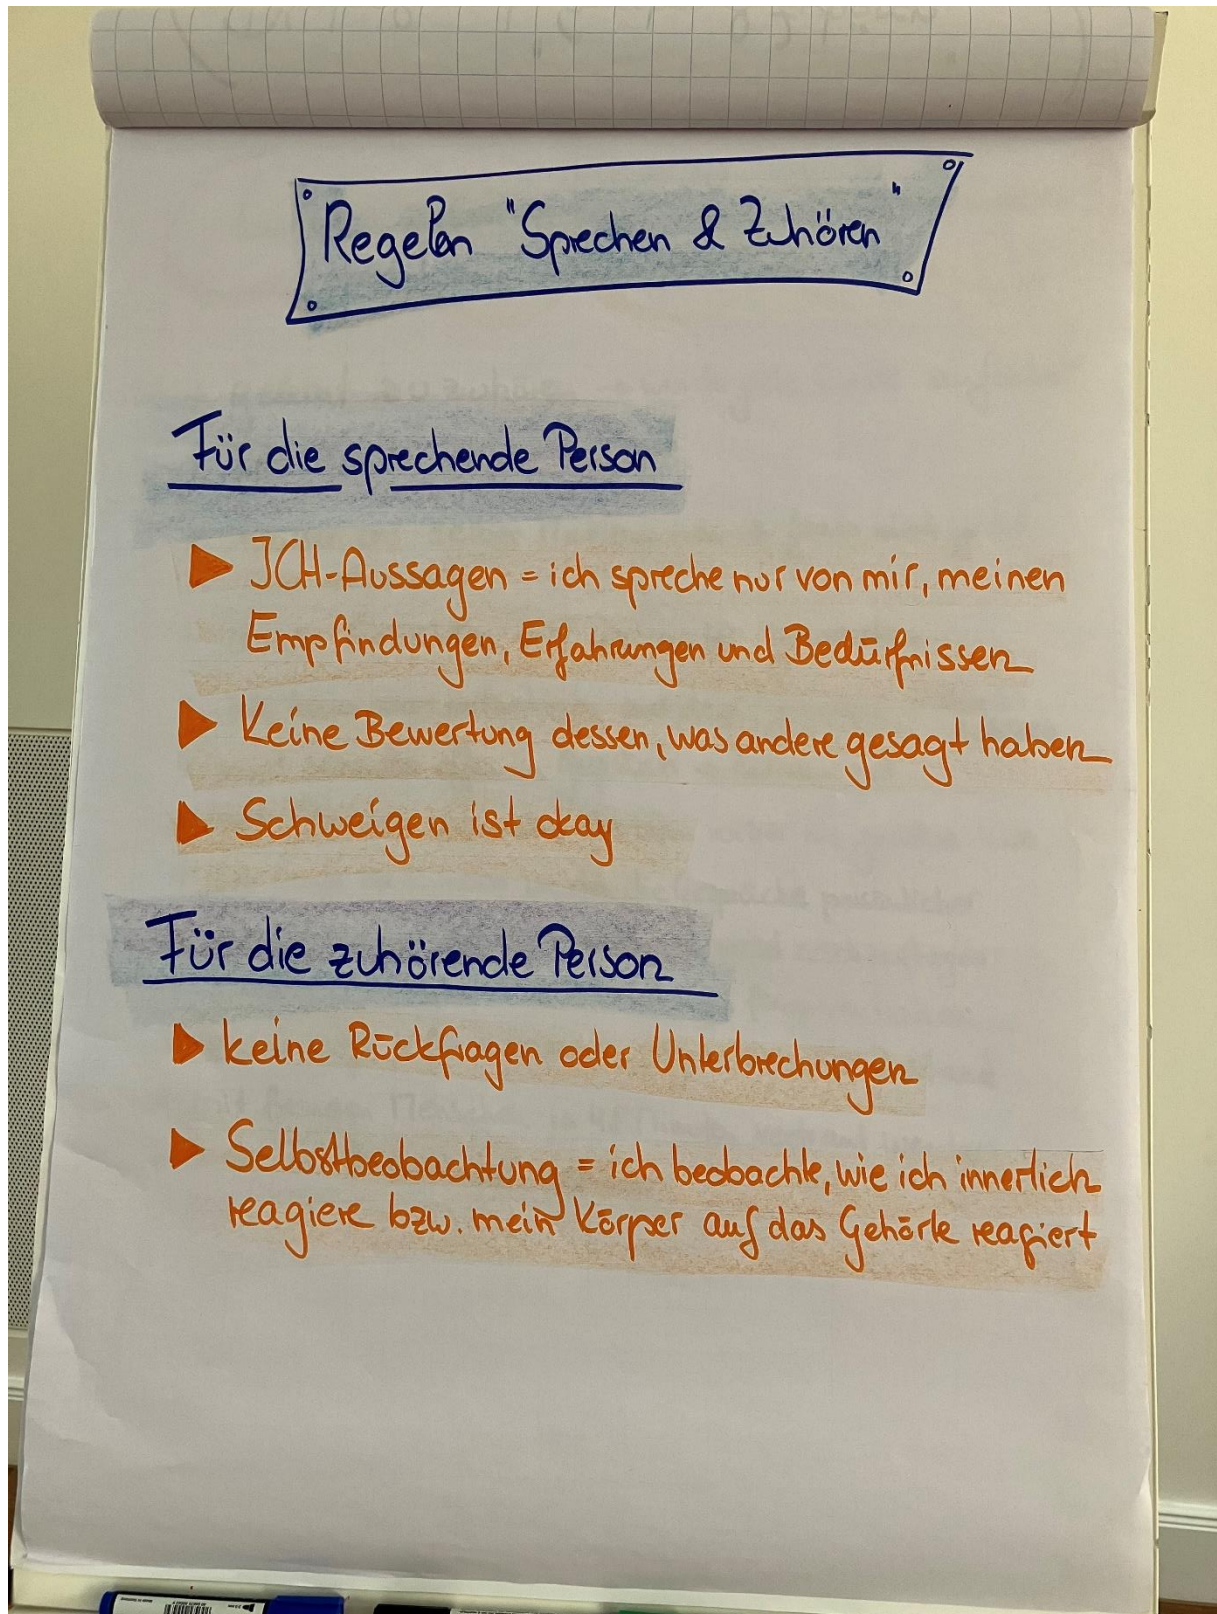 Regeln "Sprechen & Zuhören"
Für die sprechende Person
ICH-Aussagen = ich spreche nur von mir, meinen
Empfindungen, Erfahrungen und Bedürfnissen
Keine Bewertung dessen, was andere gesagt haben
Schweigen ist okay
Für die zuhörende Person
keine Rückfragen oder Unterbrechungen
Selbstbeobachtung = ich beobachte, wie ich innerlich
reagiere bzw. mein Körper auf das Gehörte reagiert